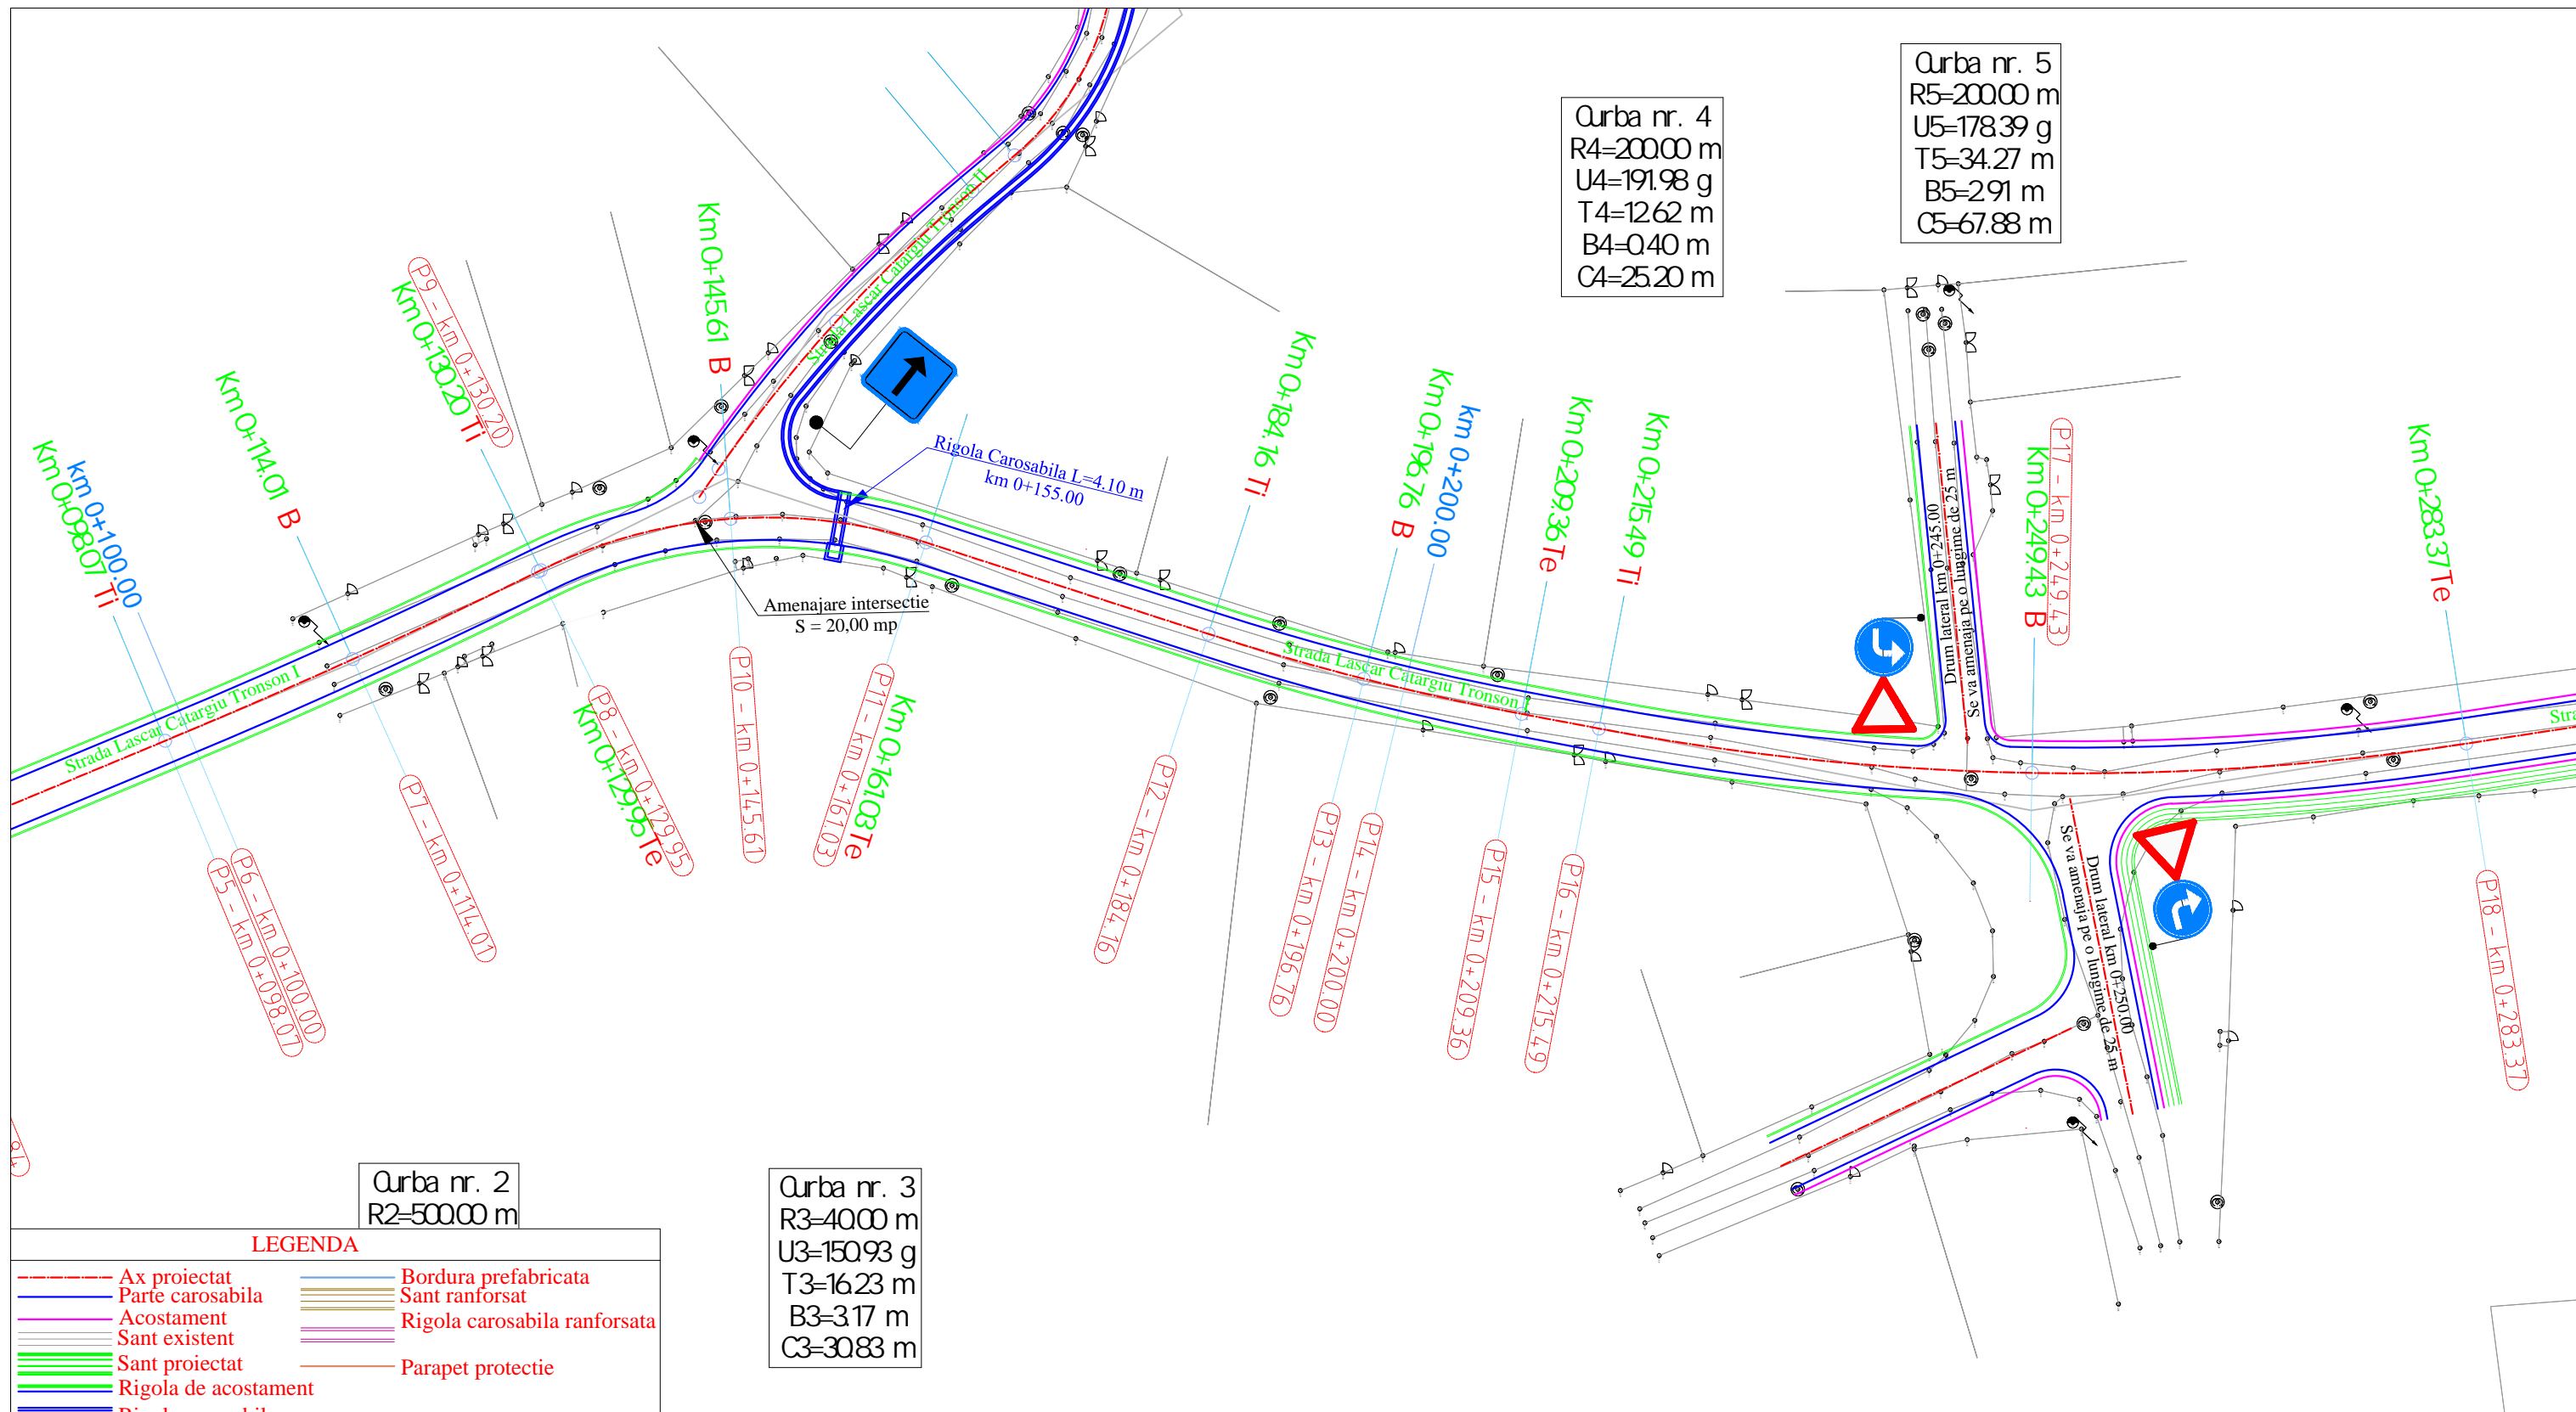 Curba nr. 5
R5=200.00 m
U5=178.39 g
T5=34.27 m
B5=2.91 m
C5=67.88 m
Curba nr. 4
R4=200.00 m
U4=191.98 g
T4=12.62 m
B4=0.40 m
C4=25.20 m
Strada Lascar Catargiu Tronson II
Km 0+098.07 Ti
km 0+100.00
Km 0+114.01 B
P9 - km 0+130.20
Km 0+130.20 Ti
Km 0+145.61 B
Rigola Carosabila L=4.10 m
km 0+155.00
Km 0+184.16 Ti
Km 0+196.76 B
km 0+200.00
Km 0+209.36 Te
Km 0+215.49 Ti
Drum lateral km 0+245.00
Se va amenaja pe o lungime de 25 m
Km 0+249.43 B
P17 - km 0+249.43
Km 0+283.37 Te
Amenajare intersectie
S = 20,00 mp
Strada Lascar Catargiu Tronson I
Strada Lascar Catargiu Tronson I
Stra
P5 - km 0+098.07
P6 - km 0+100.00
P7 - km 0+114.01
P8 - km 0+129.95
Km 0+129.95 Te
P10 - km 0+145.61
P11 - km 0+161.03
Km 0+161.03 Te
P12 - km 0+184.16
P13 - km 0+196.76
P14 - km 0+200.00
P15 - km 0+209.36
P16 - km 0+215.49
Drum lateral km 0+250.00
Se va amenaja pe o lungime de 25 m
P18 - km 0+283.37
84
Curba nr. 2
R2=500.00 m
Curba nr. 3
R3=40.00 m
U3=150.93 g
T3=16.23 m
B3=3.17 m
C3=30.83 m
LEGENDA
Ax proiectat
Parte carosabila
Acostament
Sant existent
Sant proiectat
Rigola de acostament
Bordura prefabricata
Sant ranforsat
Rigola carosabila ranforsata
Parapet protectie